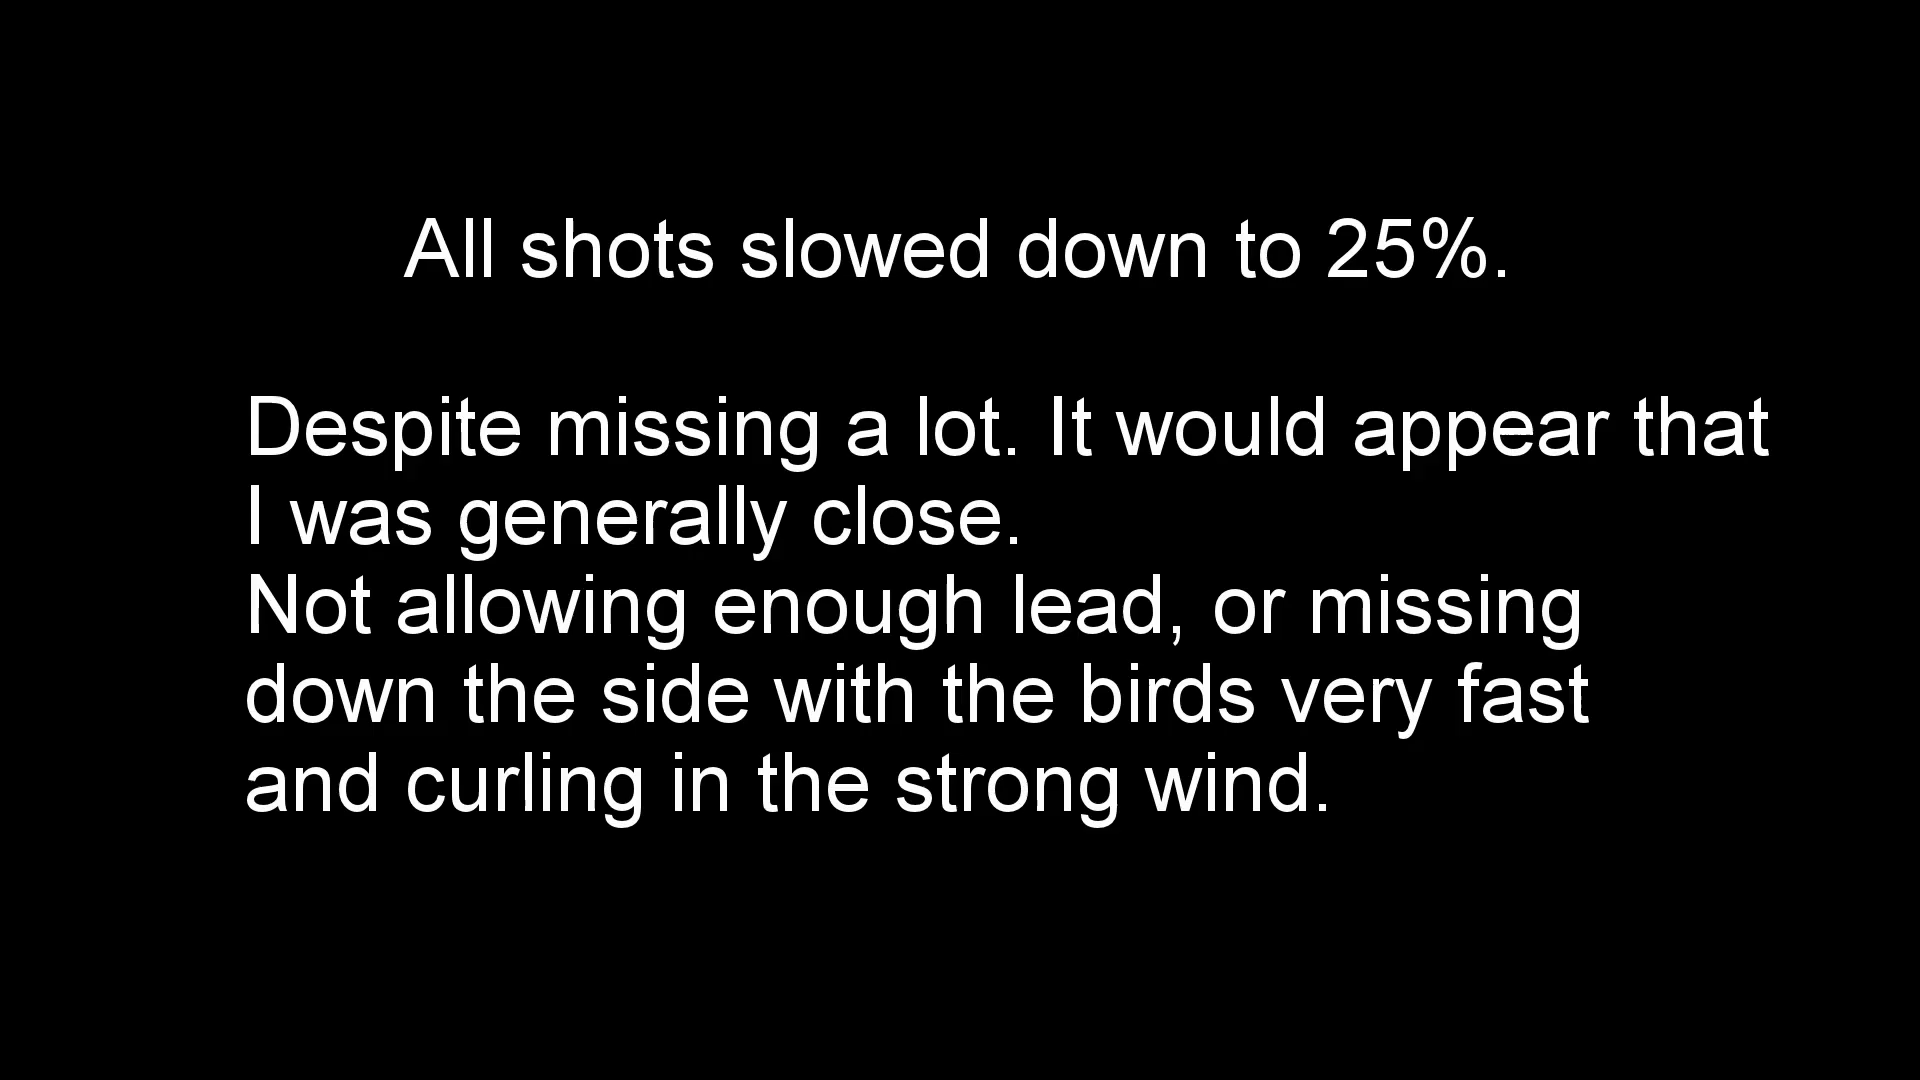 All shots slowed down to 25%.
Despite missing a lot. It would appear that
I was generally close.
Not allowing enough lead, or missing
down the side with the birds very fast
and curling in the strong wind.